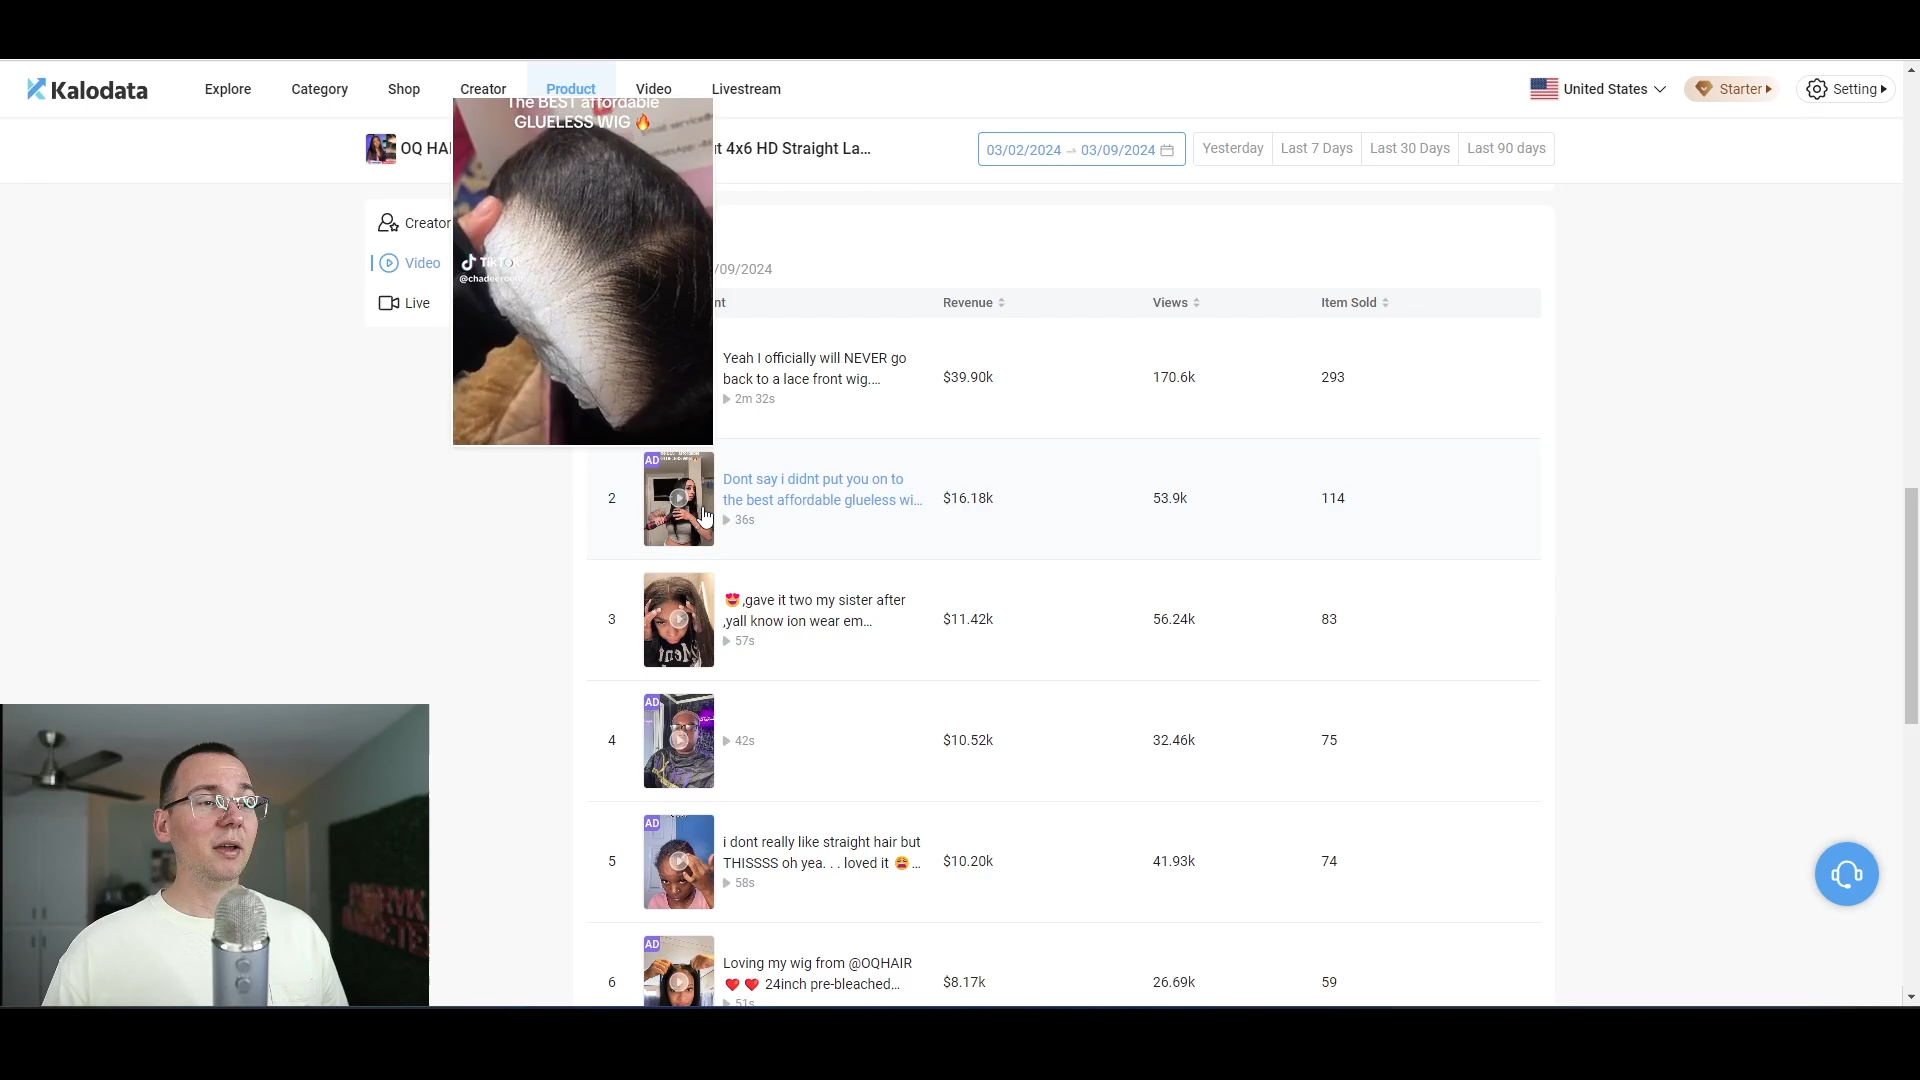 Kalodata
Explore
Category
Shop
Creator
Product
Video
Livestream
United States
Starter
Setting
OQ HAI
t 4x6 HD Straight La...
03/02/2024 → 03/09/2024
Yesterday
Last 7 Days
Last 30 Days
Last 90 days
The BEST affordable
GLUELESS WIG 🔥
TikT
Creator
Video
Live
/09/2024
nt
Revenue
Views
Item Sold
Yeah I officially will NEVER go
back to a lace front wig....
2m 32s
$39.90k
170.6k
293
2
AD
Dont say i didnt put you on to
the best affordable glueless wi...
36s
$16.18k
53.9k
114
3
😍,gave it two my sister after
,yall know ion wear em...
57s
$11.42k
56.24k
83
4
AD
42s
$10.52k
32.46k
75
5
AD
i dont really like straight hair but
THISSSS oh yea. . . loved it 😩...
58s
$10.20k
41.93k
74
6
AD
Loving my wig from @OQHAIR
❤️ ❤️ 24inch pre-bleached...
51s
$8.17k
26.69k
59